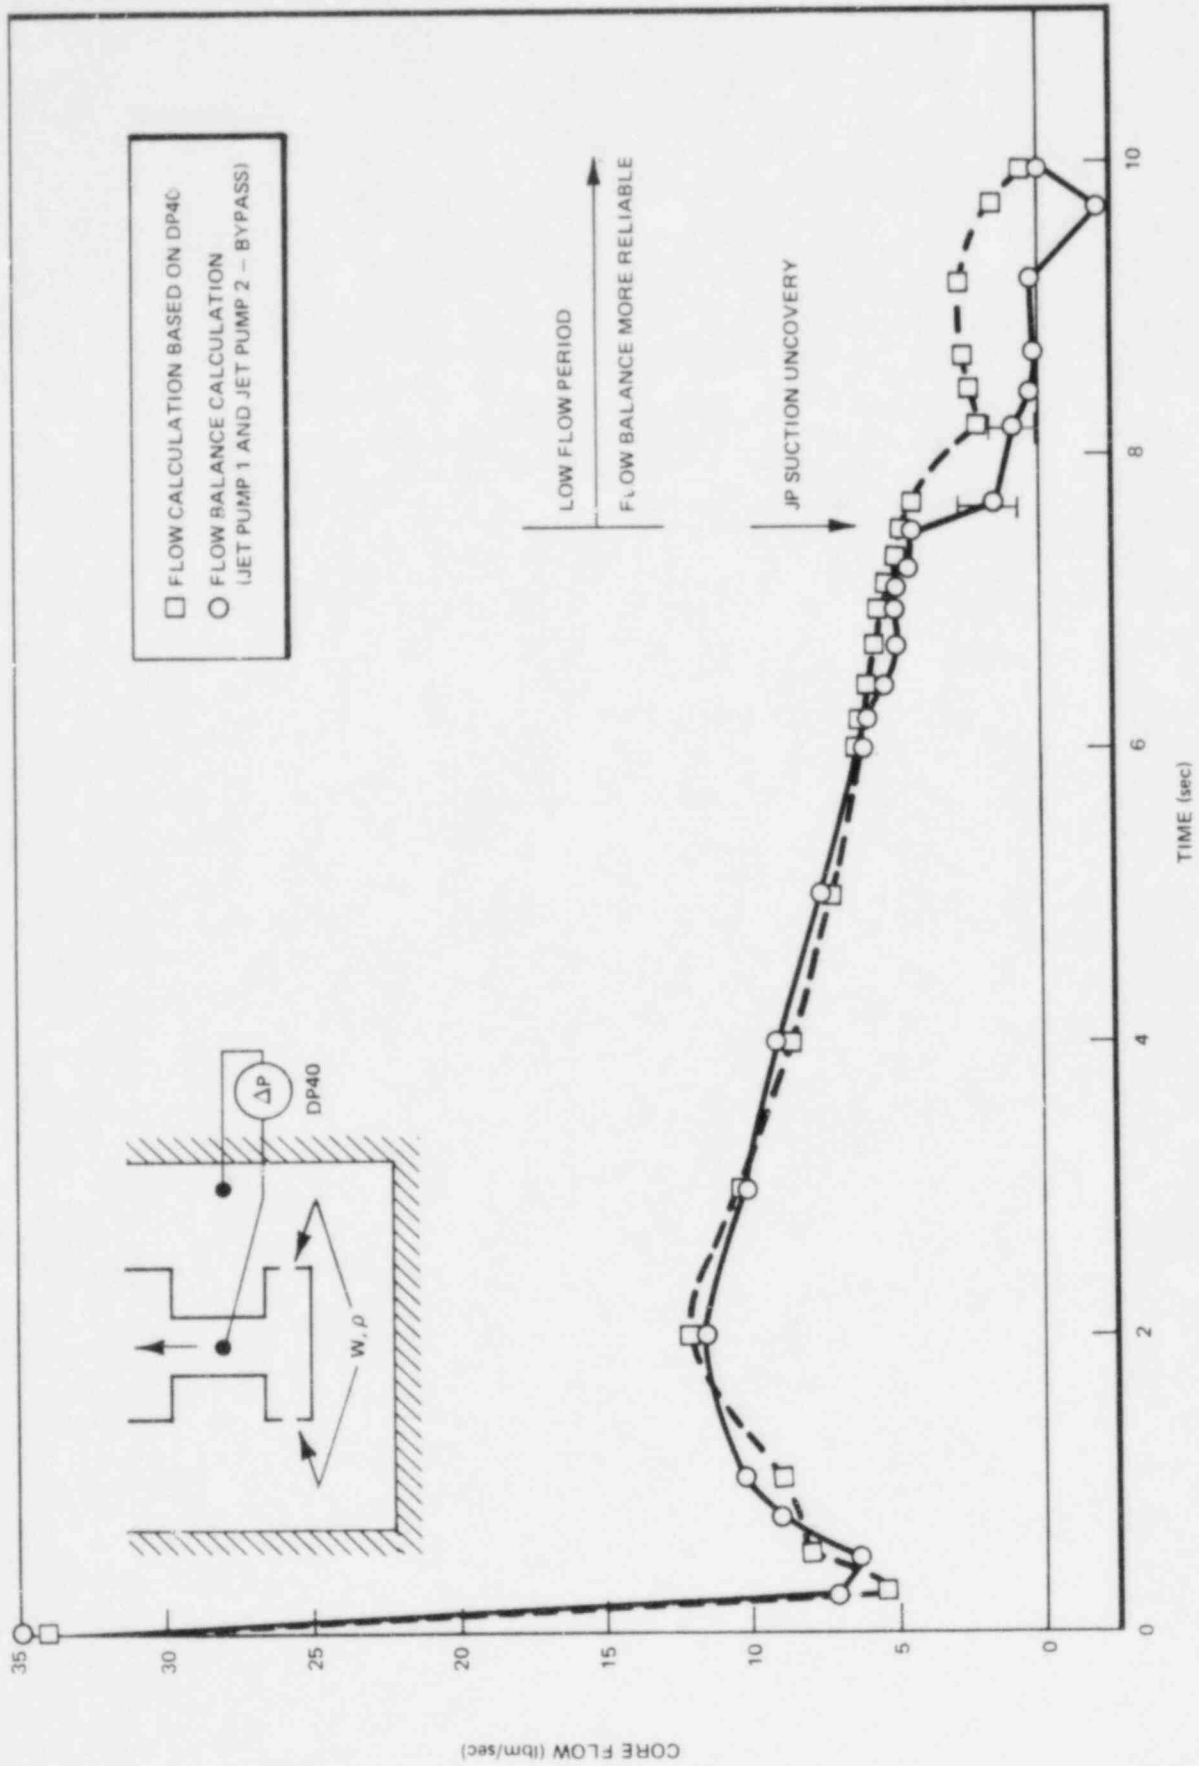 □ FLOW CALCULATION BASED ON DP40
○ FLOW BALANCE CALCULATION
(JET PUMP 1 AND JET PUMP 2 – BYPASS)
ΔP
DP40
W, ρ
LOW FLOW PERIOD
FLOW BALANCE MORE RELIABLE
JP SUCTION UNCOVERY
CORE FLOW (lbm/sec)
35
30
25
20
15
10
5
0
0
2
4
6
8
10
TIME (sec)